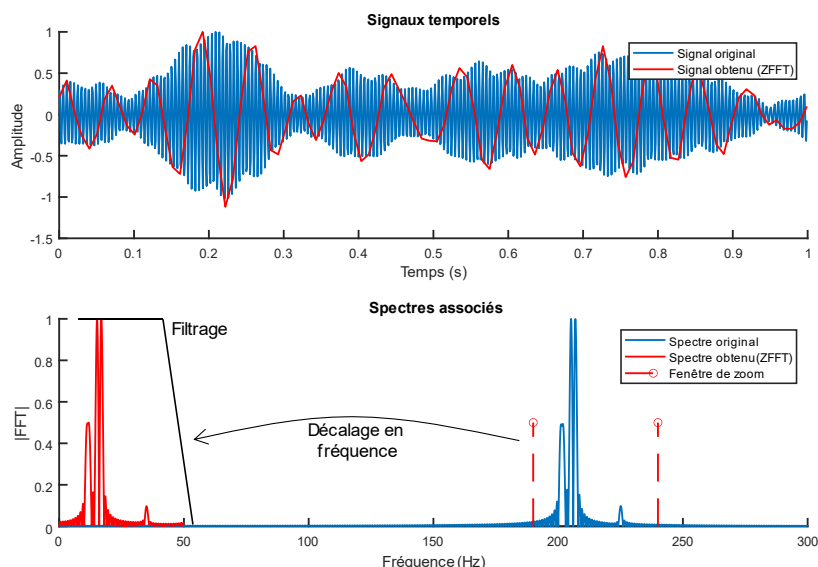 Signaux temporels
1
0.5
0
-0.5
-1
-1.5
Amplitude
Signal original
Signal obtenu (ZFFT)
0 0.1 0.2 0.3 0.4 0.5 0.6 0.7 0.8 0.9 1
Temps (s)
Spectres associés
1
0.8
0.6
0.4
0.2
0
|FFT|
Filtrage
Décalage en
fréquence
Spectre original
Spectre obtenu(ZFFT)
Fenêtre de zoom
0 50 100 150 200 250 300
Fréquence(Hz)